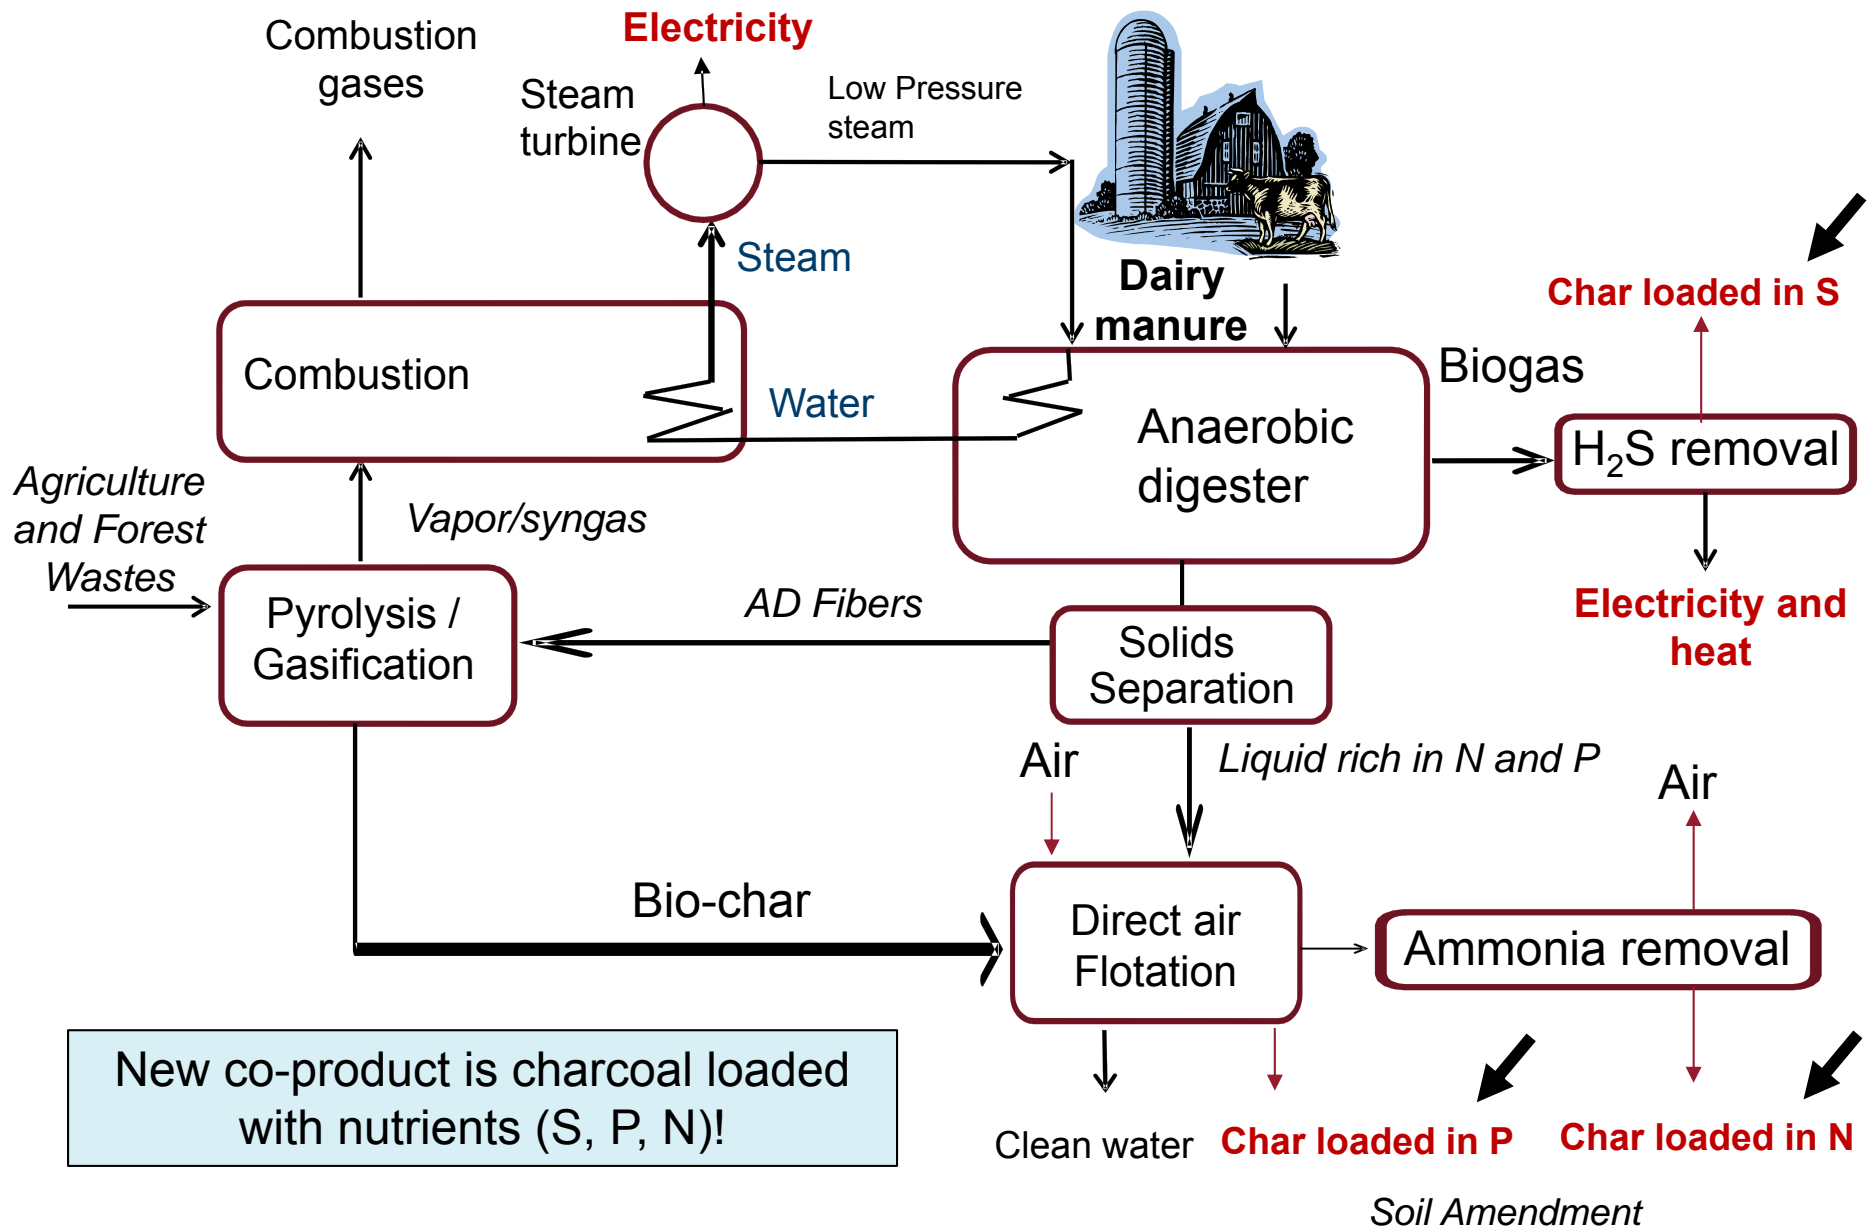 Combustion
gases
Electricity
Steam
turbine
Low Pressure
steam
Steam
Dairy
manure
Char loaded in S
Combustion
Water
Biogas
Anaerobic
digester
H₂S removal
Agriculture
and Forest
Wastes
Vapor/syngas
Pyrolysis /
Gasification
AD Fibers
Solids
Separation
Electricity and
heat
Air
Liquid rich in N and P
Air
Bio-char
Direct air
Flotation
Ammonia removal
New co-product is charcoal loaded
with nutrients (S, P, N)!
Clean water
Char loaded in P
Char loaded in N
Soil Amendment